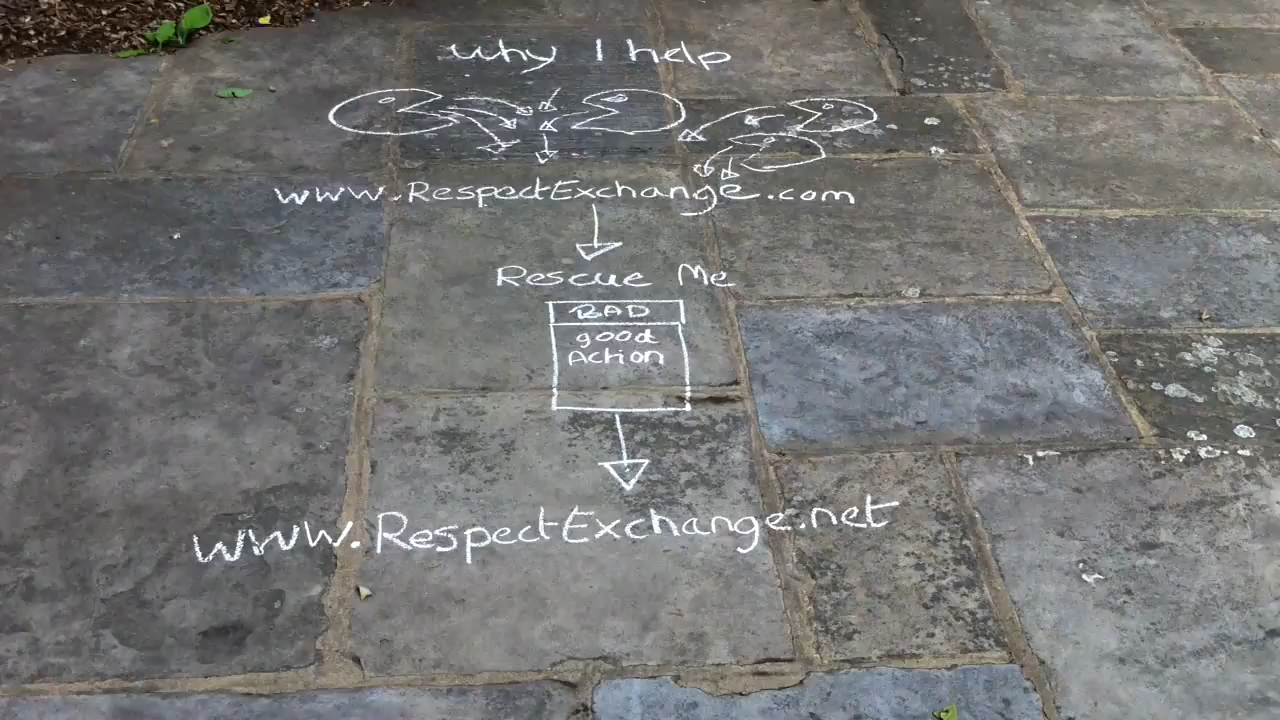 why I help
www.RespectExchange.com
Rescue Me
BAD
good
Action
www.RespectExchange.net